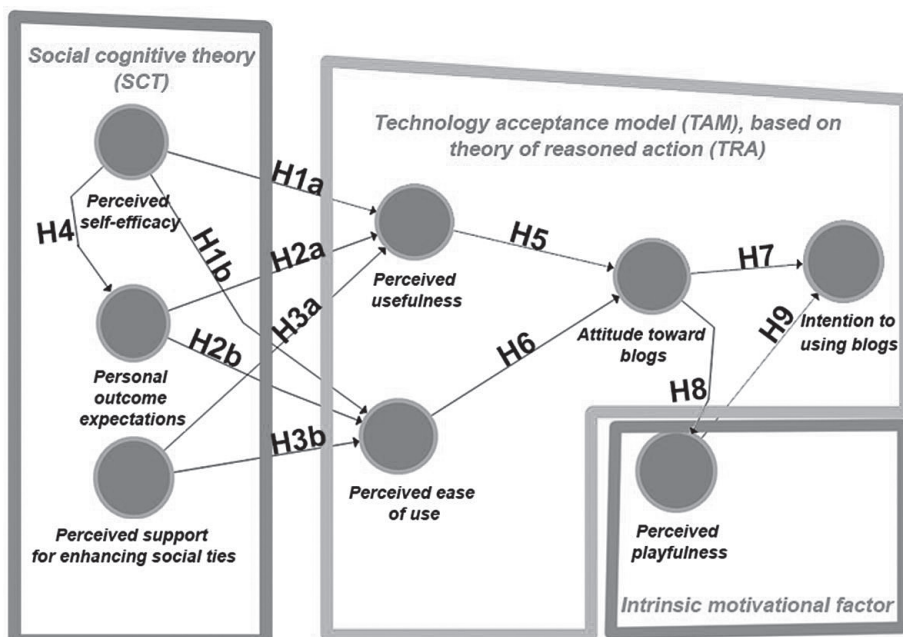 Social cognitive theory
(SCT)
Perceived
self-efficacy
H4
Personal
outcome
expectations
Perceived support
for enhancing social ties
H1a
H1b
H2a
H2b
H3a
H3b
Technology acceptance model (TAM), based on
theory of reasoned action (TRA)
Perceived
usefulness
Perceived ease
of use
H5
H6
Attitude toward
blogs
H7
H8
H9
Intention to
using blogs
Perceived
playfulness
Intrinsic motivational factor